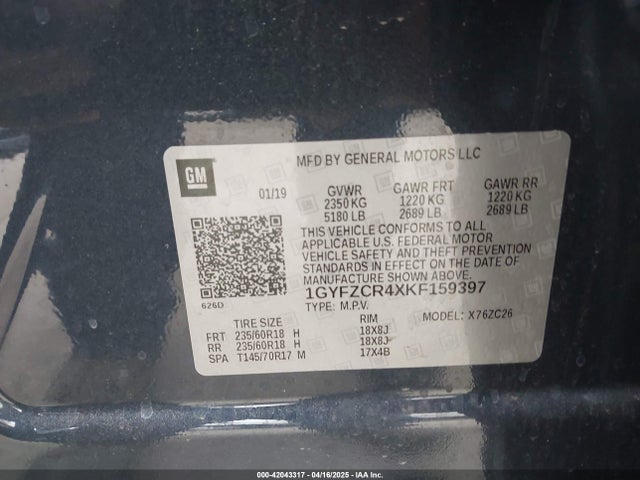 GM
MFD BY GENERAL MOTORS LLC
01/19
GVWR GAWR FRT GAWR RR
2350 KG 1220 KG 1220 KG
5180 LB 2689 LB 2689 LB
THIS VEHICLE CONFORMS TO ALL
APPLICABLE U.S. FEDERAL MOTOR
VEHICLE SAFETY AND THEFT PREVENTION
STANDARDS IN EFFECT ON THE DATE OF
MANUFACTURE SHOWN ABOVE.
626D
1GYFZCR4XKF159397
TYPE: M.P.V. MODEL: X76ZC26
TIRE SIZE RIM
FRT 235/60R18 H 18X8J
RR 235/60R18 H 18X8J
SPA T145/70R17 M 17X4B
000-42043317 - 04/16/2025 - IAA Inc.